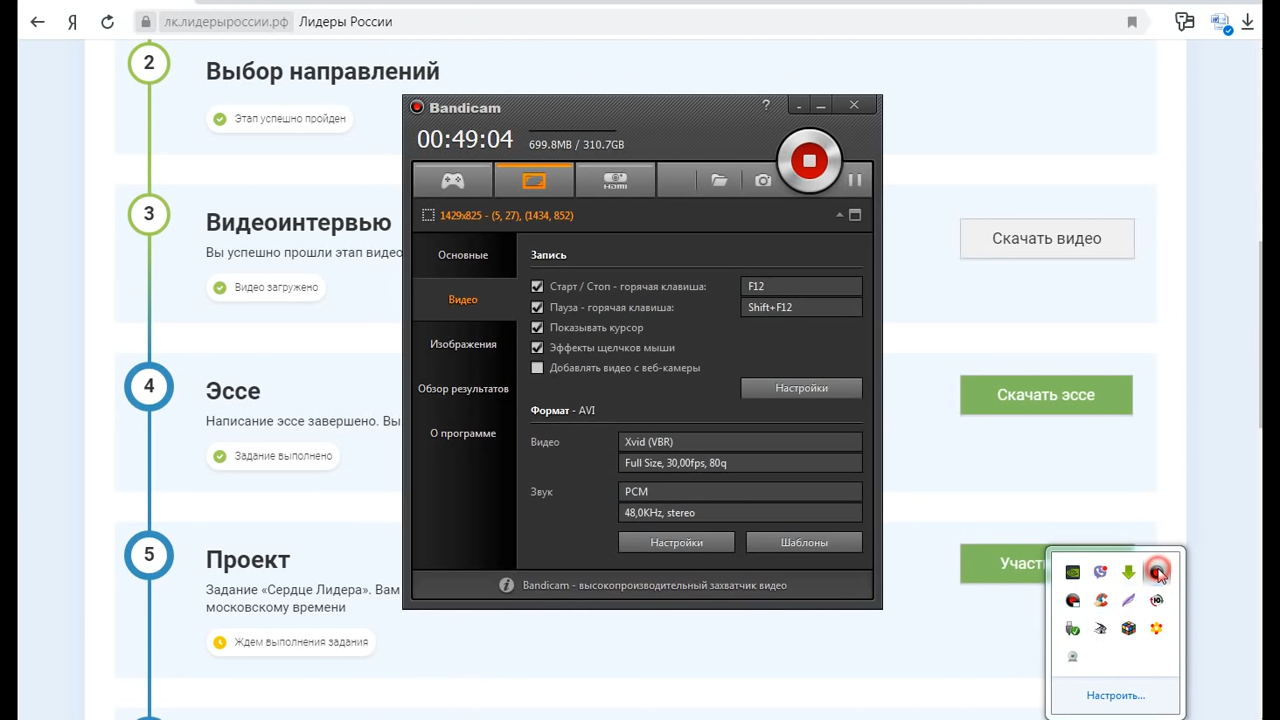 Я
лк.лидерыроссии.рф Лидеры России
2
Выбор направлений
Этап успешно пройден
3
Видеоинтервью
Вы успешно прошли этап видео
Видео загружено
Скачать видео
4
Эссе
Написание эссе завершено. Вы
Задание выполнено
Скачать эссе
5
Проект
Задание «Сердце Лидера». Вам
московскому времени
Ждем выполнения задания
Участ
Bandicam
?
00:49:04 699.8MB / 310.7GB
HDMI
1429x825 - (5, 27), (1434, 852)
Основные
Видео
Изображения
Обзор результатов
О программе
Запись
Старт / Стоп - горячая клавиша: F12
Пауза - горячая клавиша: Shift+F12
Показывать курсор
Эффекты щелчков мыши
Добавлять видео с веб-камеры
Настройки
Формат - AVI
Видео Xvid (VBR)
Full Size, 30,00fps, 80q
Звук PCM
48,0KHz, stereo
Настройки Шаблоны
Bandicam - высокопроизводительный захватчик видео
Настроить...